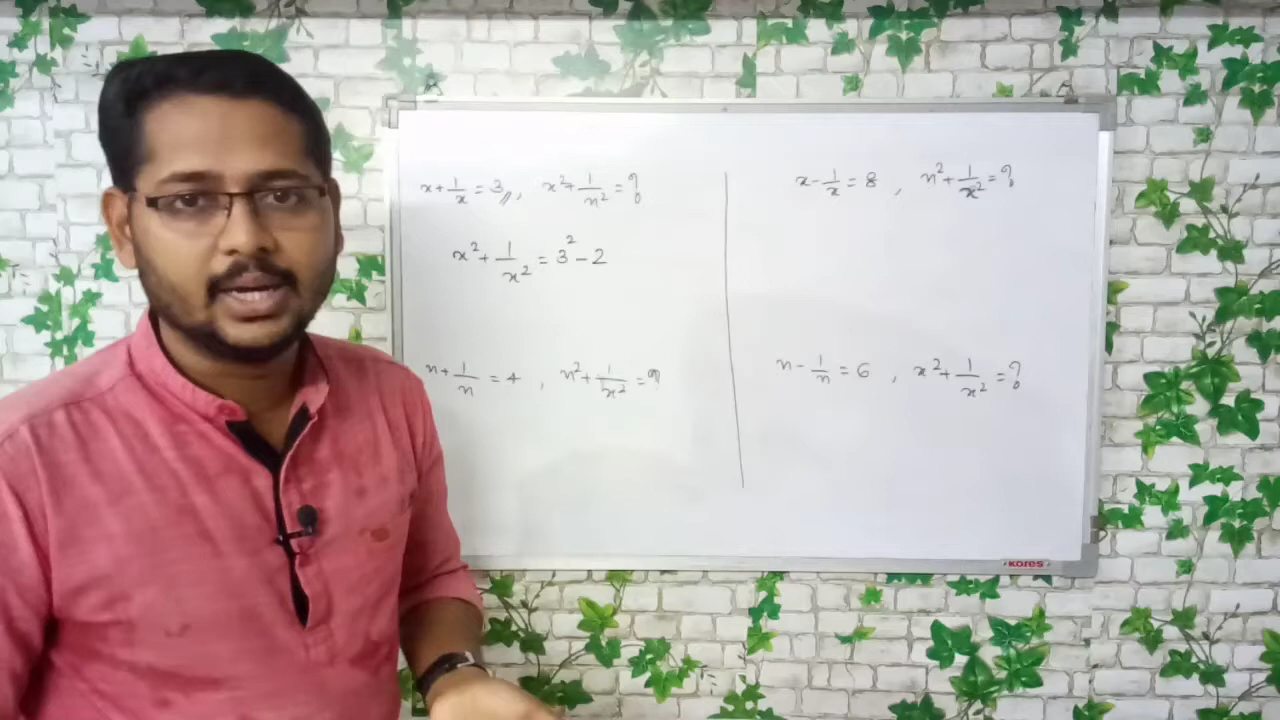 x + 1/x = 3, x² + 1/x² = ?
x² + 1/x² = 3² - 2
x + 1/x = 4, x² + 1/x² = ?
x - 1/x = 8, x² + 1/x² = ?
x - 1/x = 6, x² + 1/x² = ?
KORES